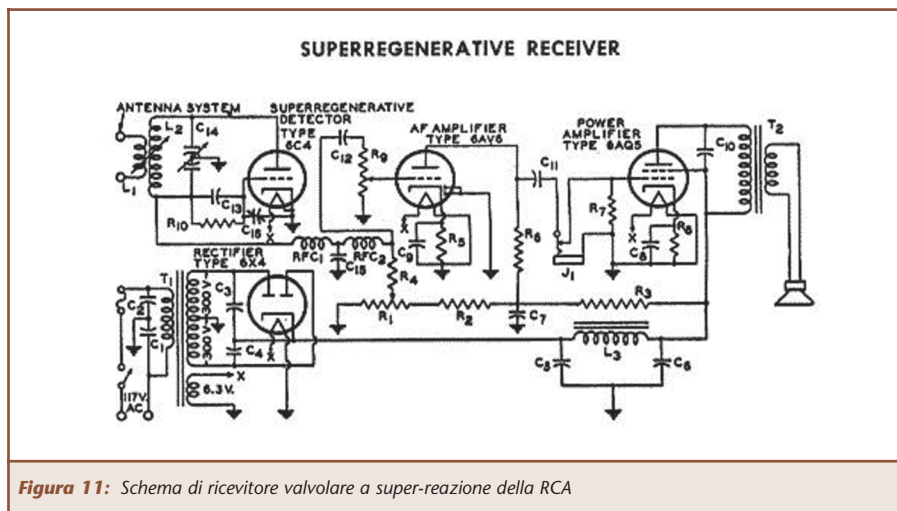 SUPERREGENERATIVE RECEIVER
ANTENNA SYSTEM
SUPERREGENERATIVE
DETECTOR
TYPE
6C4
AF AMPLIFIER
TYPE 6AV6
POWER
AMPLIFIER
TYPE 6AQ5
T2
L2
C14
C12
R9
C11
C10
L1
C13
R10
C16
X
R7
X
R5
C9
R6
C8
R8
J1
RFC1
RFC2
C15
R4
RECTIFIER
TYPE 6X4
T1
C2
C1
300 V
300 V
C3
C4
X
R1
R2
C7
R3
L3
C5
C6
X
6.3 V.
117V.
AC
Figura 11: Schema di ricevitore valvolare a super-reazione della RCA